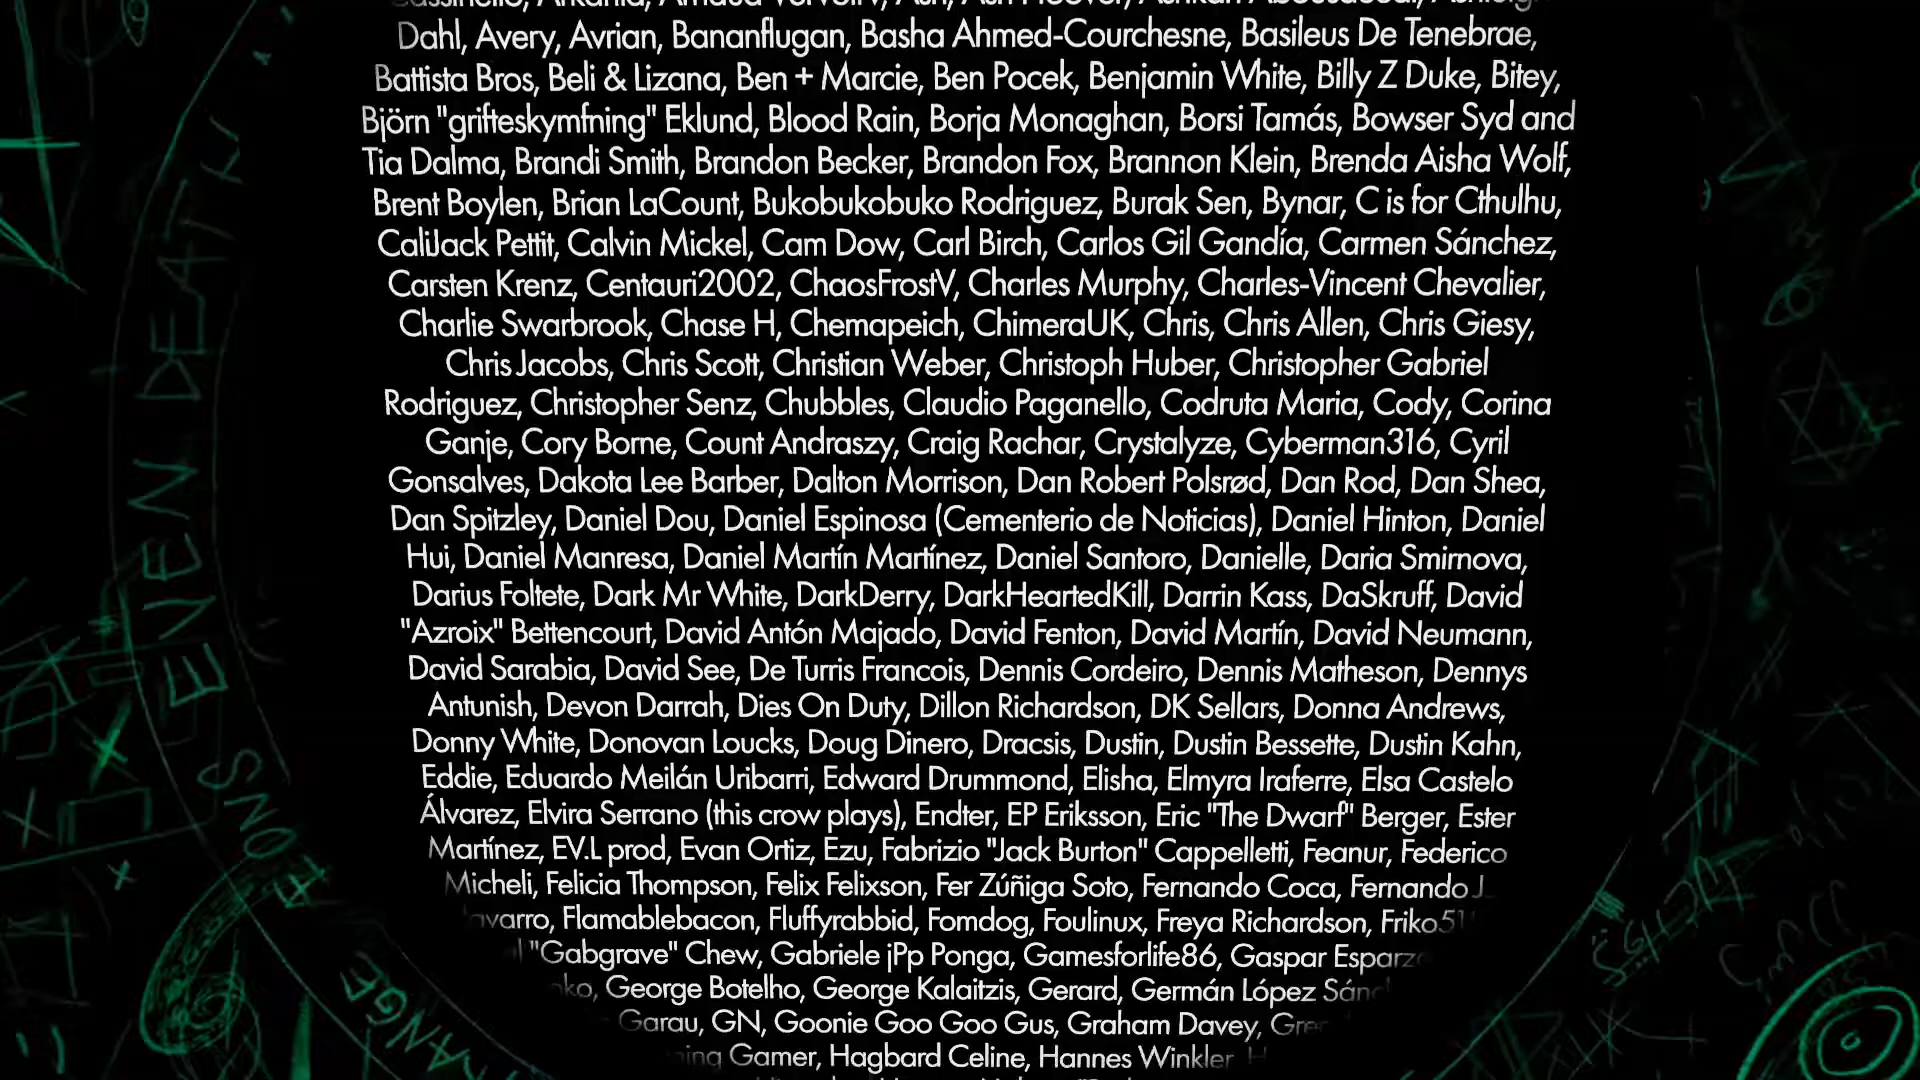 Dahl, Avery, Avrian, Bananflugan, Basha Ahmed-Courchesne, Basileus De Tenebrae,
Battista Bros, Beli & Lizana, Ben + Marcie, Ben Pocek, Benjamin White, Billy Z Duke, Bitey,
Björn "grifteskymfning" Eklund, Blood Rain, Borja Monaghan, Borsi Tamás, Bowser Syd and
Tia Dalma, Brandi Smith, Brandon Becker, Brandon Fox, Brannon Klein, Brenda Aisha Wolf,
Brent Boylen, Brian LaCount, Bukobukobuko Rodriguez, Burak Sen, Bynar, C is for Cthulhu,
CaliJack Pettit, Calvin Mickel, Cam Dow, Carl Birch, Carlos Gil Gandía, Carmen Sánchez,
Carsten Krenz, Centauri2002, ChaosFrostV, Charles Murphy, Charles-Vincent Chevalier,
Charlie Swarbrook, Chase H, Chemapeich, ChimeraUK, Chris, Chris Allen, Chris Giesy,
Chris Jacobs, Chris Scott, Christian Weber, Christoph Huber, Christopher Gabriel
Rodriguez, Christopher Senz, Chubbles, Claudio Paganello, Codruta Maria, Cody, Corina
Ganje, Cory Borne, Count Andraszy, Craig Rachar, Crystalyze, Cyberman316, Cyril
Gonsalves, Dakota Lee Barber, Dalton Morrison, Dan Robert Polsrød, Dan Rod, Dan Shea,
Dan Spitzley, Daniel Dou, Daniel Espinosa (Cementerio de Noticias), Daniel Hinton, Daniel
Hui, Daniel Manresa, Daniel Martín Martínez, Daniel Santoro, Danielle, Daria Smirnova,
Darius Foltete, Dark Mr White, DarkDerry, DarkHeartedKill, Darrin Kass, DaSkruff, David
"Azroix" Bettencourt, David Antón Majado, David Fenton, David Martín, David Neumann,
David Sarabia, David See, De Turris Francois, Dennis Cordeiro, Dennis Matheson, Dennys
Antunish, Devon Darrah, Dies On Duty, Dillon Richardson, DK Sellars, Donna Andrews,
Donny White, Donovan Loucks, Doug Dinero, Dracsis, Dustin, Dustin Bessette, Dustin Kahn,
Eddie, Eduardo Meilán Uribarri, Edward Drummond, Elisha, Elmyra Iraferre, Elsa Castelo
Álvarez, Elvira Serrano (this crow plays), Endter, EP Eriksson, Eric "The Dwarf" Berger, Ester
Martínez, EV.L prod, Evan Ortiz, Ezu, Fabrizio "Jack Burton" Cappelletti, Feanur, Federico
Micheli, Felicia Thompson, Felix Felixson, Fer Zúñiga Soto, Fernando Coca, Fernando J.
Flamablebacon, Fluffyrabbid, Fomdog, Foulinux, Freya Richardson,
"Gabgrave" Chew, Gabriele jPp Ponga, Gamesforlife86, Gaspar
George Botelho, George Kalaitzis, Gerard, Germán López
Garau, GN, Goonie Goo Goo Gus, Graham Davey,
Gamer, Hagbard Celine, Hannes Winkler
EVEN DEATH